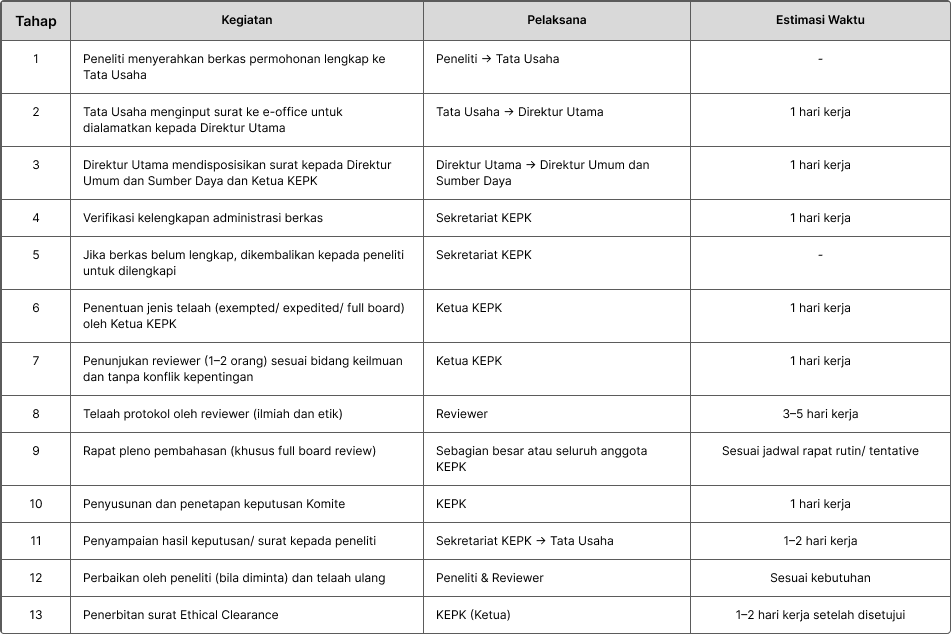 Tahap Kegiatan Pelaksana Estimasi Waktu
1 Peneliti menyerahkan berkas permohonan lengkap ke Peneliti → Tata Usaha -
Tata Usaha
2 Tata Usaha menginput surat ke e-office untuk Tata Usaha → Direktur Utama 1 hari kerja
dialamatkan kepada Direktur Utama
3 Direktur Utama mendisposisikan surat kepada Direktur Direktur Utama → Direktur Umum dan 1 hari kerja
Umum dan Sumber Daya dan Ketua KEPK Sumber Daya
4 Verifikasi kelengkapan administrasi berkas Sekretariat KEPK 1 hari kerja
5 Jika berkas belum lengkap, dikembalikan kepada peneliti Sekretariat KEPK -
untuk dilengkapi
6 Penentuan jenis telaah (exempted/ expedited/ full board) Ketua KEPK 1 hari kerja
oleh Ketua KEPK
7 Penunjukan reviewer (1–2 orang) sesuai bidang keilmuan Ketua KEPK 1 hari kerja
dan tanpa konflik kepentingan
8 Telaah protokol oleh reviewer (ilmiah dan etik) Reviewer 3–5 hari kerja
9 Rapat pleno pembahasan (khusus full board review) Sebagian besar atau seluruh anggota Sesuai jadwal rapat rutin/ tentative
KEPK
10 Penyusunan dan penetapan keputusan Komite KEPK 1 hari kerja
11 Penyampaian hasil keputusan/ surat kepada peneliti Sekretariat KEPK → Tata Usaha 1–2 hari kerja
12 Perbaikan oleh peneliti (bila diminta) dan telaah ulang Peneliti & Reviewer Sesuai kebutuhan
13 Penerbitan surat Ethical Clearance KEPK (Ketua) 1–2 hari kerja setelah disetujui